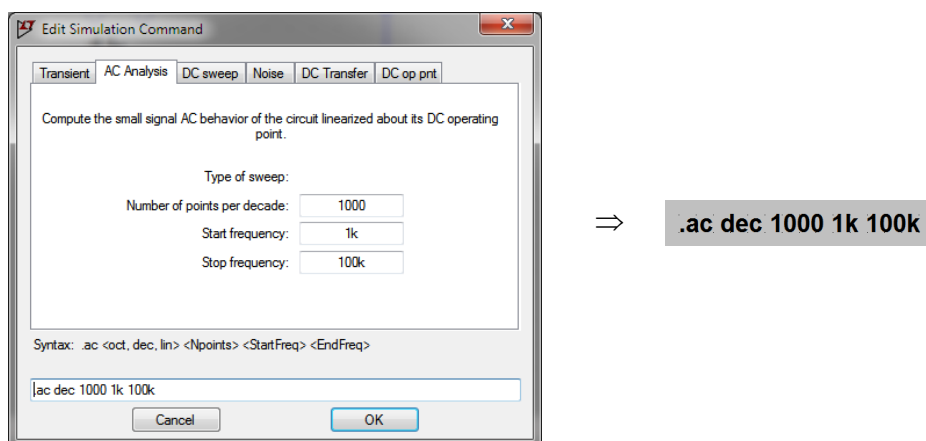 Edit Simulation Command
Transient AC Analysis DC sweep Noise DC Transfer DC op pnt
Compute the small signal AC behavior of the circuit linearized about its DC operating
point.
Type of sweep:
Number of points per decade: 1000
Start frequency: 1k
Stop frequency: 100k
⇒ .ac dec 1000 1k 100k
Syntax: .ac <oct, dec, lin> <Npoints> <StartFreq> <EndFreq>
.ac dec 1000 1k 100k
Cancel OK